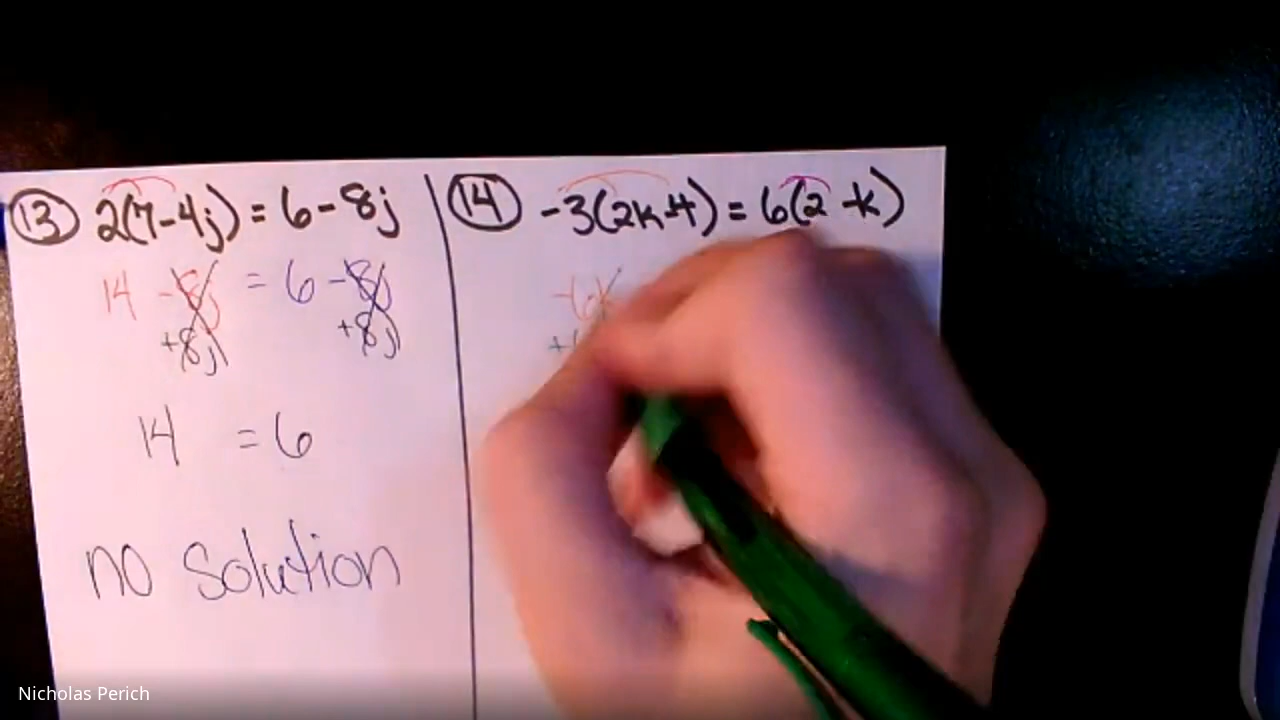 13 2(7-4j) = 6-8j
14 -8j = 6 -8j
+8j +8j
14 = 6
no solution
14 -3(2k-4) = 6(2-k)
-6k
Nicholas Perich